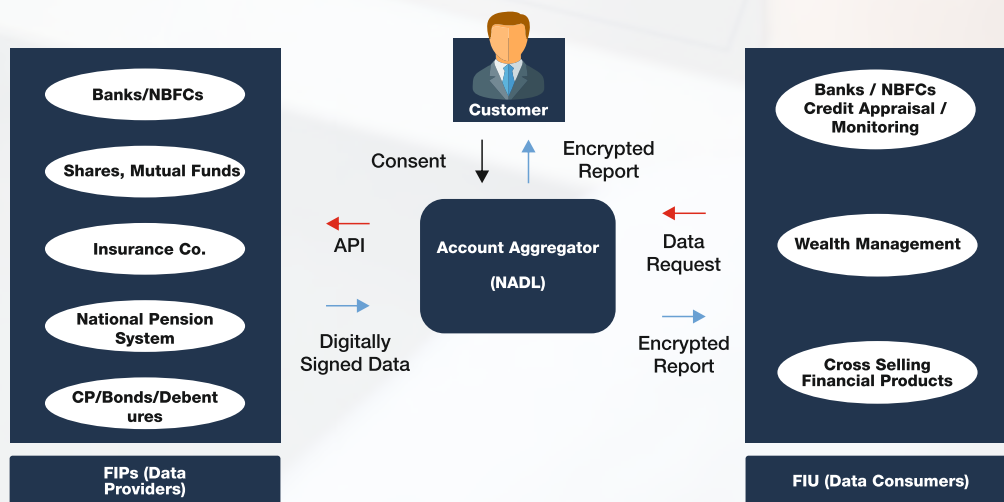 Customer
Consent
Encrypted
Report
Banks/NBFCs
Shares, Mutual Funds
Insurance Co.
National Pension
System
CP/Bonds/Debent
ures
FIPs (Data
Providers)
API
Digitally
Signed Data
Account Aggregator
(NADL)
Data
Request
Encrypted
Report
Banks / NBFCs
Credit Appraisal /
Monitoring
Wealth Management
Cross Selling
Financial Products
FIU (Data Consumers)